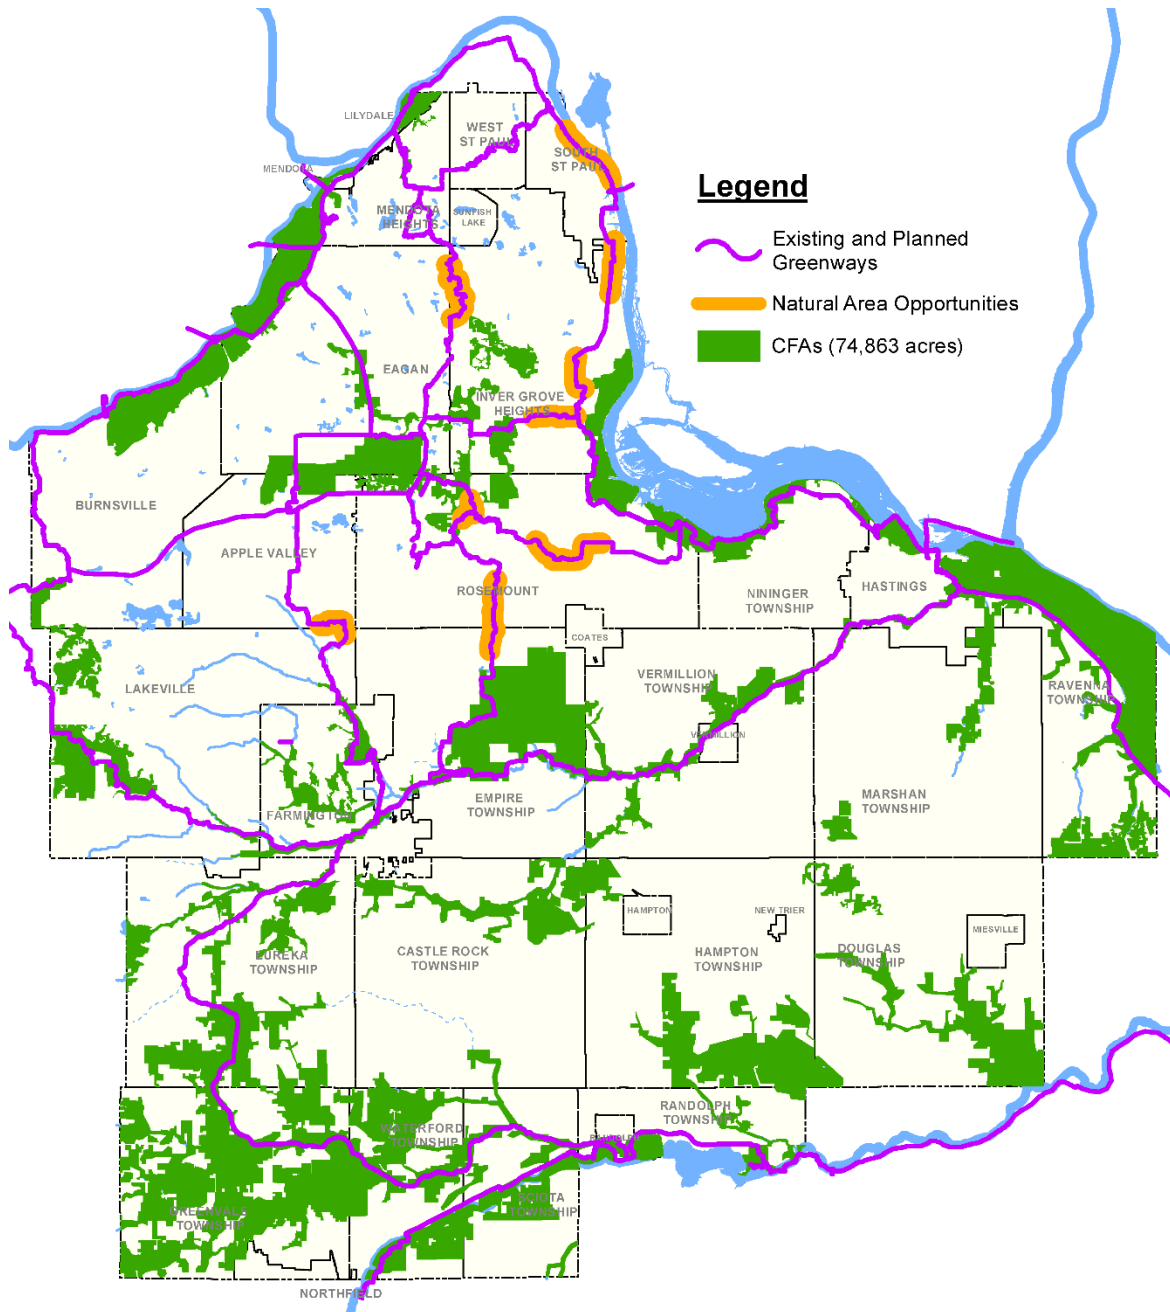 LILYDALE
WEST
ST PAUL
SOUTH
ST PAUL
MENDOTA
Legend
MENDOTA
HEIGHTS
SUNFISH
LAKE
Existing and Planned
Greenways
Natural Area Opportunities
CFAs (74,863 acres)
EAGAN
INVER GROVE
HEIGHTS
BURNSVILLE
APPLE VALLEY
ROSEMOUNT
NININGER
TOWNSHIP
HASTINGS
COATES
LAKEVILLE
VERMILLION
TOWNSHIP
RAVENNA
TOWNSHIP
VERMILLION
EMPIRE
TOWNSHIP
MARSHAN
TOWNSHIP
FARMINGTON
HAMPTON
NEW TRIER
MIESVILLE
EUREKA
TOWNSHIP
CASTLE ROCK
TOWNSHIP
HAMPTON
TOWNSHIP
DOUGLAS
TOWNSHIP
RANDOLPH
TOWNSHIP
WATERFORD
TOWNSHIP
RANDOLPH
GREENVALE
TOWNSHIP
SCIOTA
TOWNSHIP
NORTHFIELD